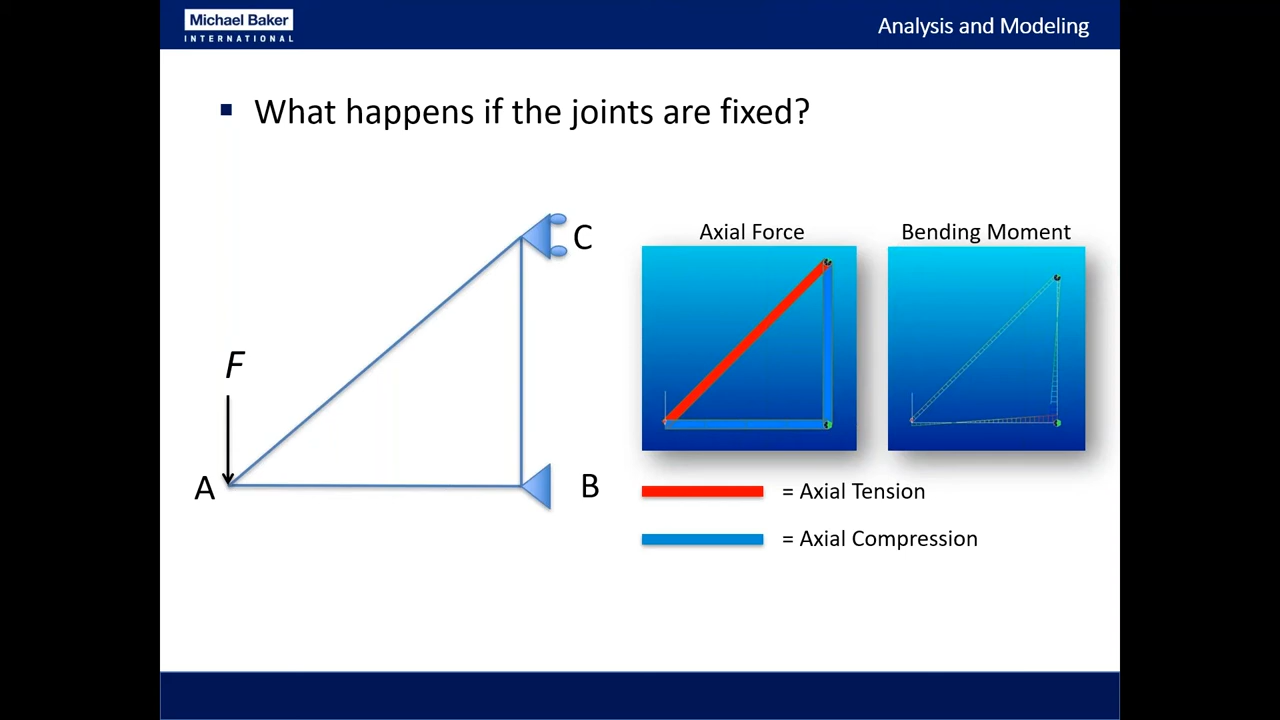 Michael Baker
INTERNATIONAL
Analysis and Modeling
What happens if the joints are fixed?
C
Axial Force
Bending Moment
F
A
B
= Axial Tension
= Axial Compression